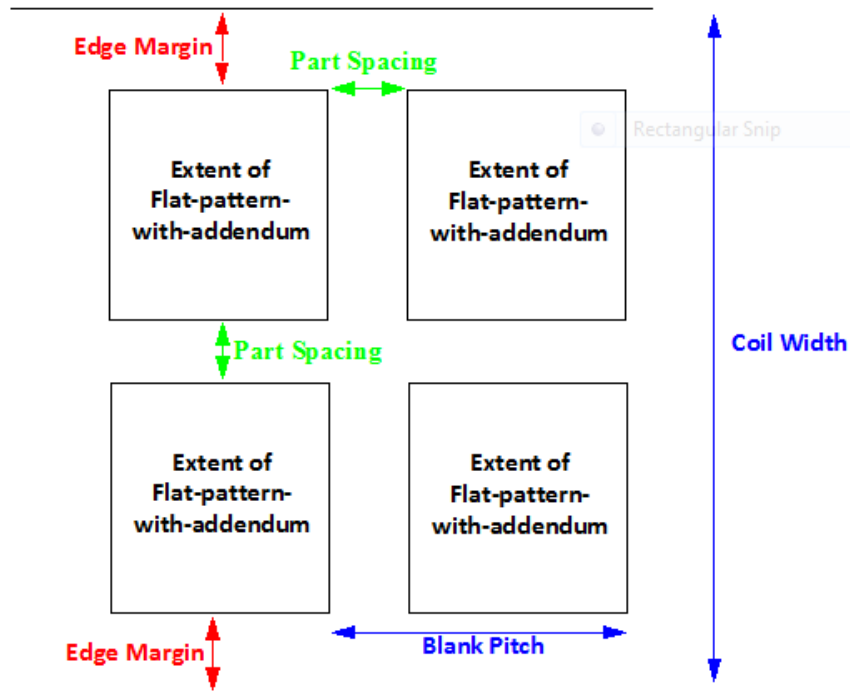 Edge Margin
Part Spacing
Rectangular Snip
Extent of
Flat-pattern-
with-addendum
Extent of
Flat-pattern-
with-addendum
Coil Width
Part Spacing
Extent of
Flat-pattern-
with-addendum
Extent of
Flat-pattern-
with-addendum
Blank Pitch
Edge Margin